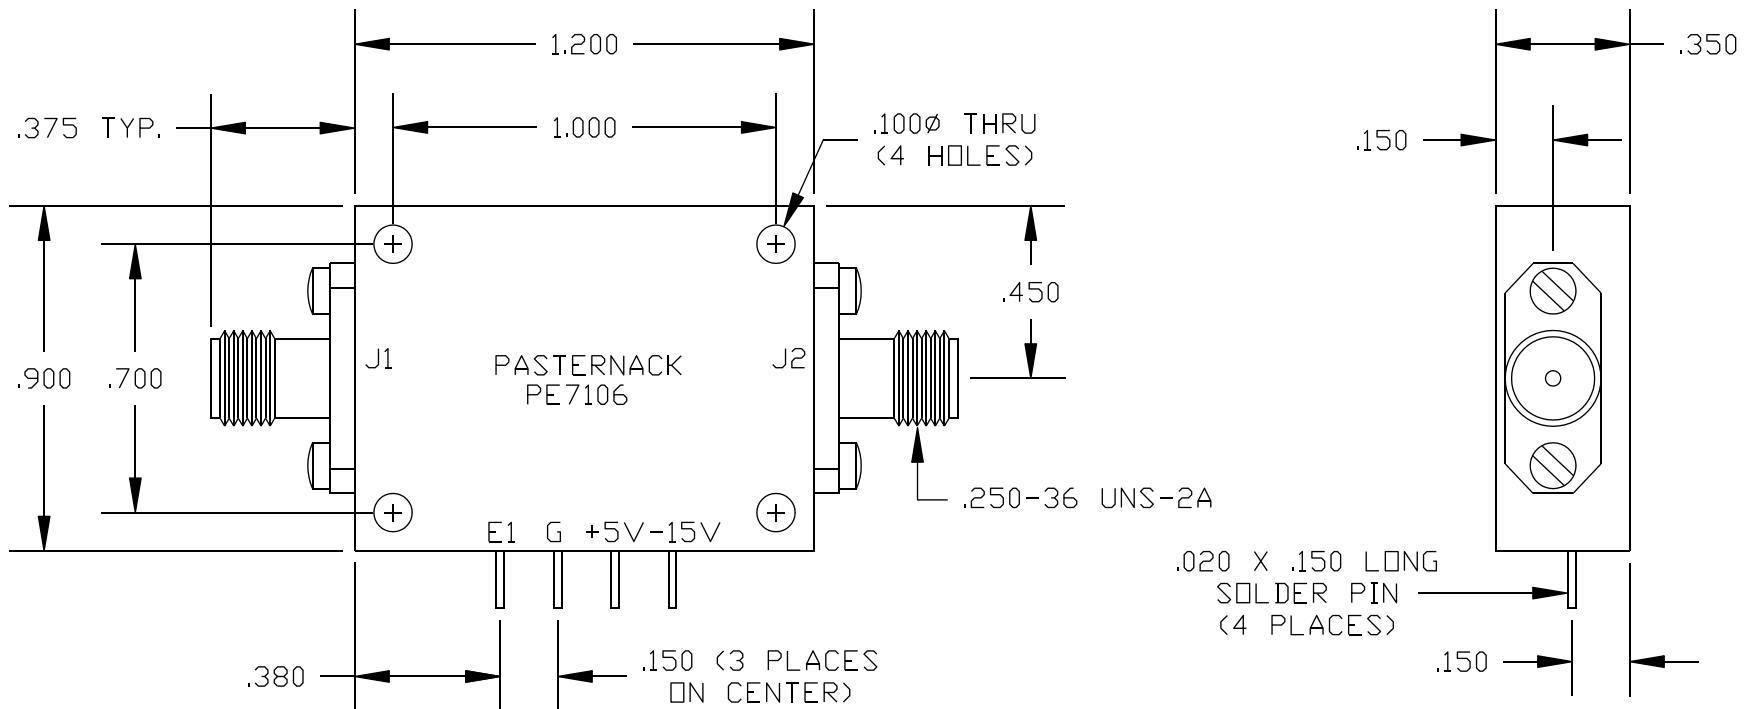 1.200
.350
.375 TYP.
1.000
.100ø THRU
(4 HOLES)
.150
.450
J1
J2
PASTERNACK
PE7106
.900
.700
.250-36 UNS-2A
E1 G +5V -15V
.020 X .150 LONG
SOLDER PIN
(4 PLACES)
.380
.150 (3 PLACES
ON CENTER)
.150